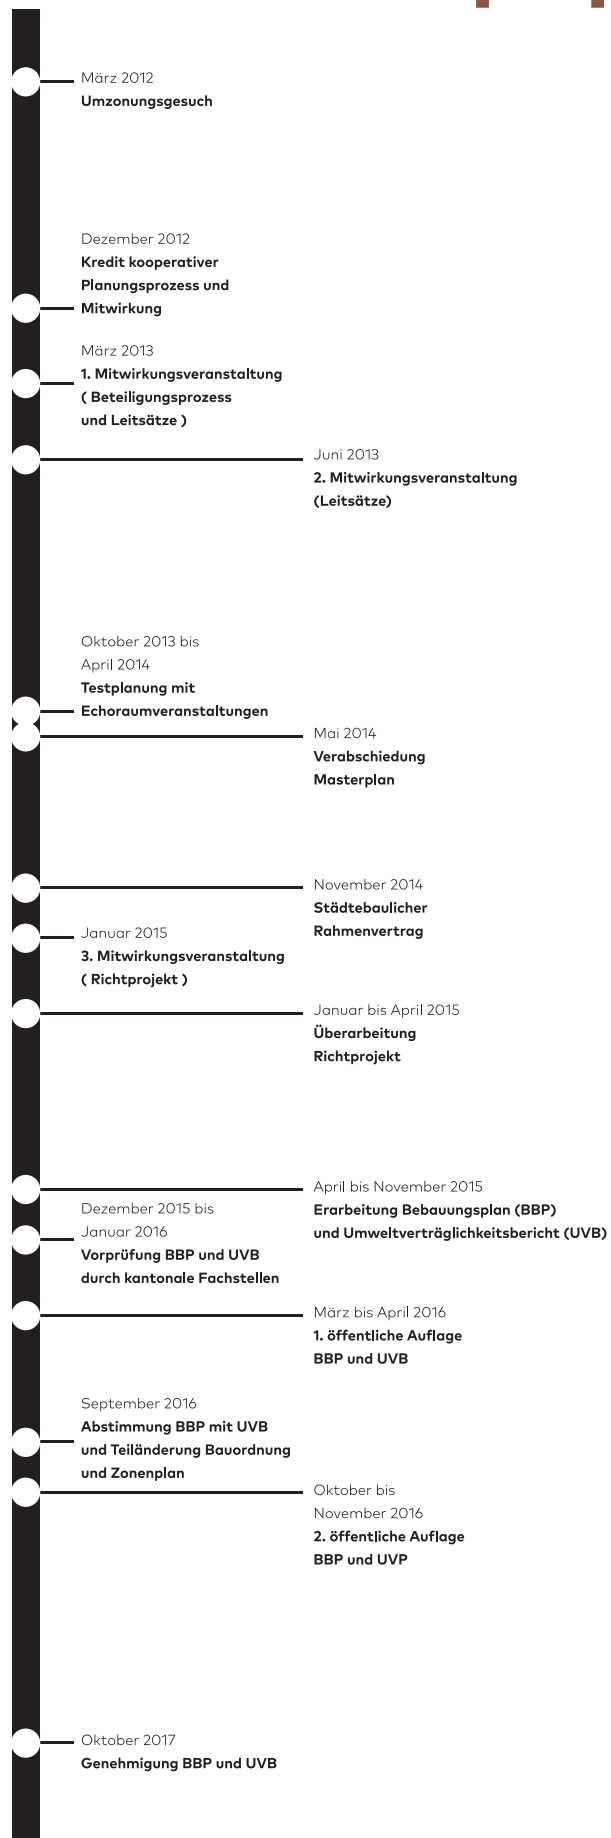 März 2012
Umzonungsgesuch
Dezember 2012
Kredit kooperativer
Planungsprozess und
Mitwirkung
März 2013
1. Mitwirkungsveranstaltung
( Beteiligungsprozess
und Leitsätze )
Juni 2013
2. Mitwirkungsveranstaltung
(Leitsätze)
Oktober 2013 bis
April 2014
Testplanung mit
Echoraumveranstaltungen
Mai 2014
Verabschiedung
Masterplan
November 2014
Städtebaulicher
Rahmenvertrag
Januar 2015
3. Mitwirkungsveranstaltung
( Richtprojekt )
Januar bis April 2015
Überarbeitung
Richtprojekt
April bis November 2015
Erarbeitung Bebauungsplan (BBP)
und Umweltverträglichkeitsbericht (UVB)
Dezember 2015 bis
Januar 2016
Vorprüfung BBP und UVB
durch kantonale Fachstellen
März bis April 2016
1. öffentliche Auflage
BBP und UVB
September 2016
Abstimmung BBP mit UVB
und Teiländerung Bauordnung
und Zonenplan
Oktober bis
November 2016
2. öffentliche Auflage
BBP und UVP
Oktober 2017
Genehmigung BBP und UVB